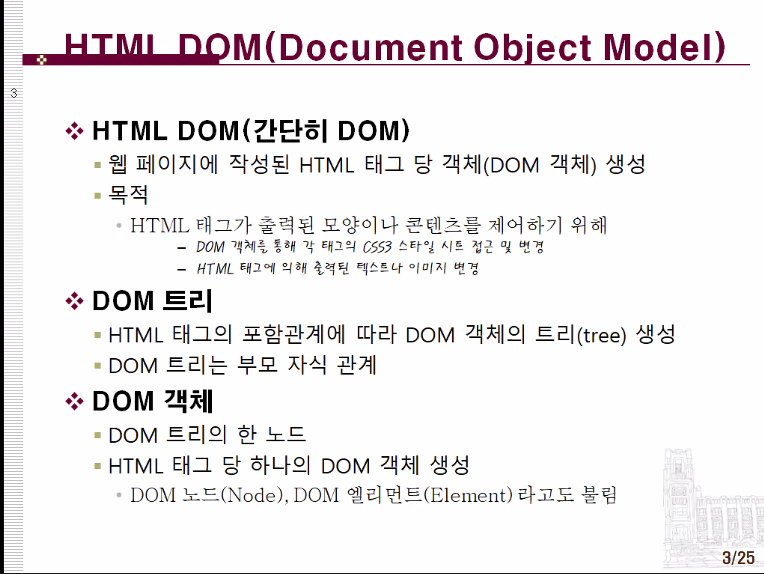 HTML DOM(Document Object Model)
3
HTML DOM(간단히 DOM)
웹 페이지에 작성된 HTML 태그 당 객체(DOM 객체) 생성
목적
HTML 태그가 출력된 모양이나 콘텐츠를 제어하기 위해
– DOM 객체를 통해 각 태그의 CSS3 스타일 시트 접근 및 변경
– HTML 태그에 의해 출력된 텍스트나 이미지 변경
DOM 트리
HTML 태그의 포함관계에 따라 DOM 객체의 트리(tree) 생성
DOM 트리는 부모 자식 관계
DOM 객체
DOM 트리의 한 노드
HTML 태그 당 하나의 DOM 객체 생성
DOM 노드(Node), DOM 엘리먼트(Element) 라고도 불림
3/25